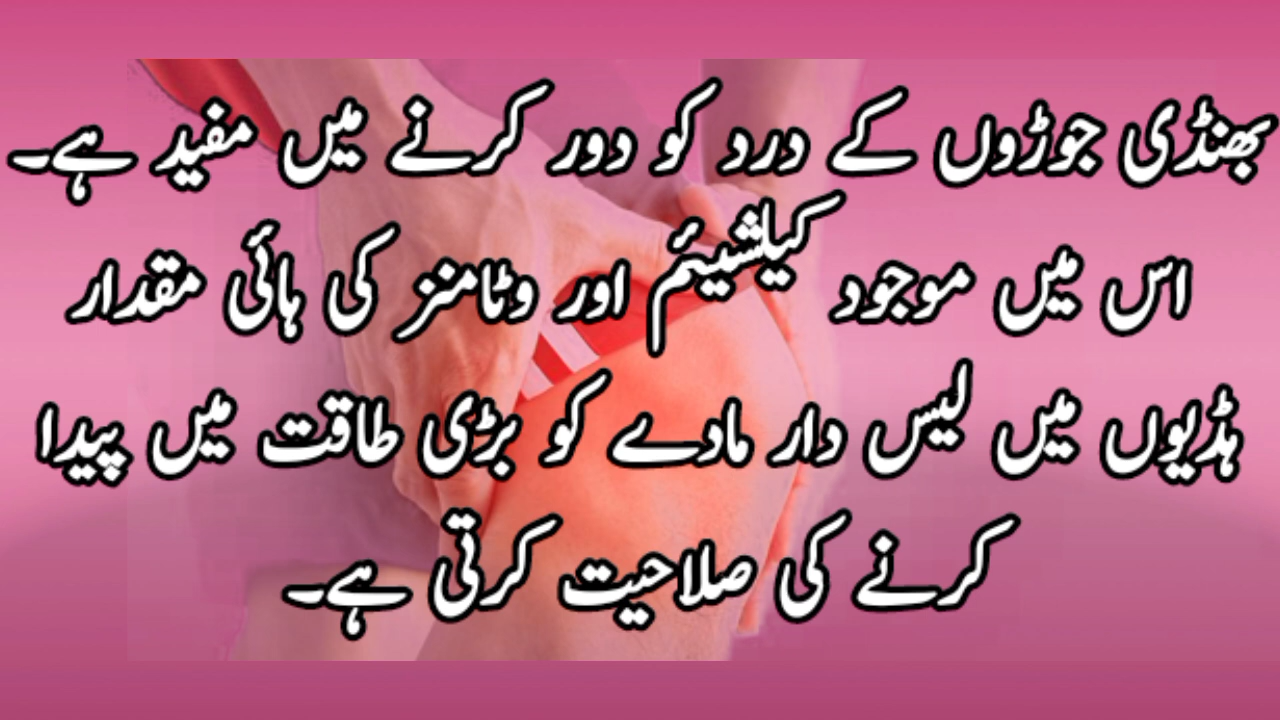 بھنڈی جوڑوں کے درد کو دور کرنے میں مفید ہے۔
اس میں موجود کیلشیئم اور وٹامنز کی ہائی مقدار
ہڈیوں میں لیس دار مادے کو بڑی طاقت میں پیدا
کرنے کی صلاحیت کرتی ہے۔